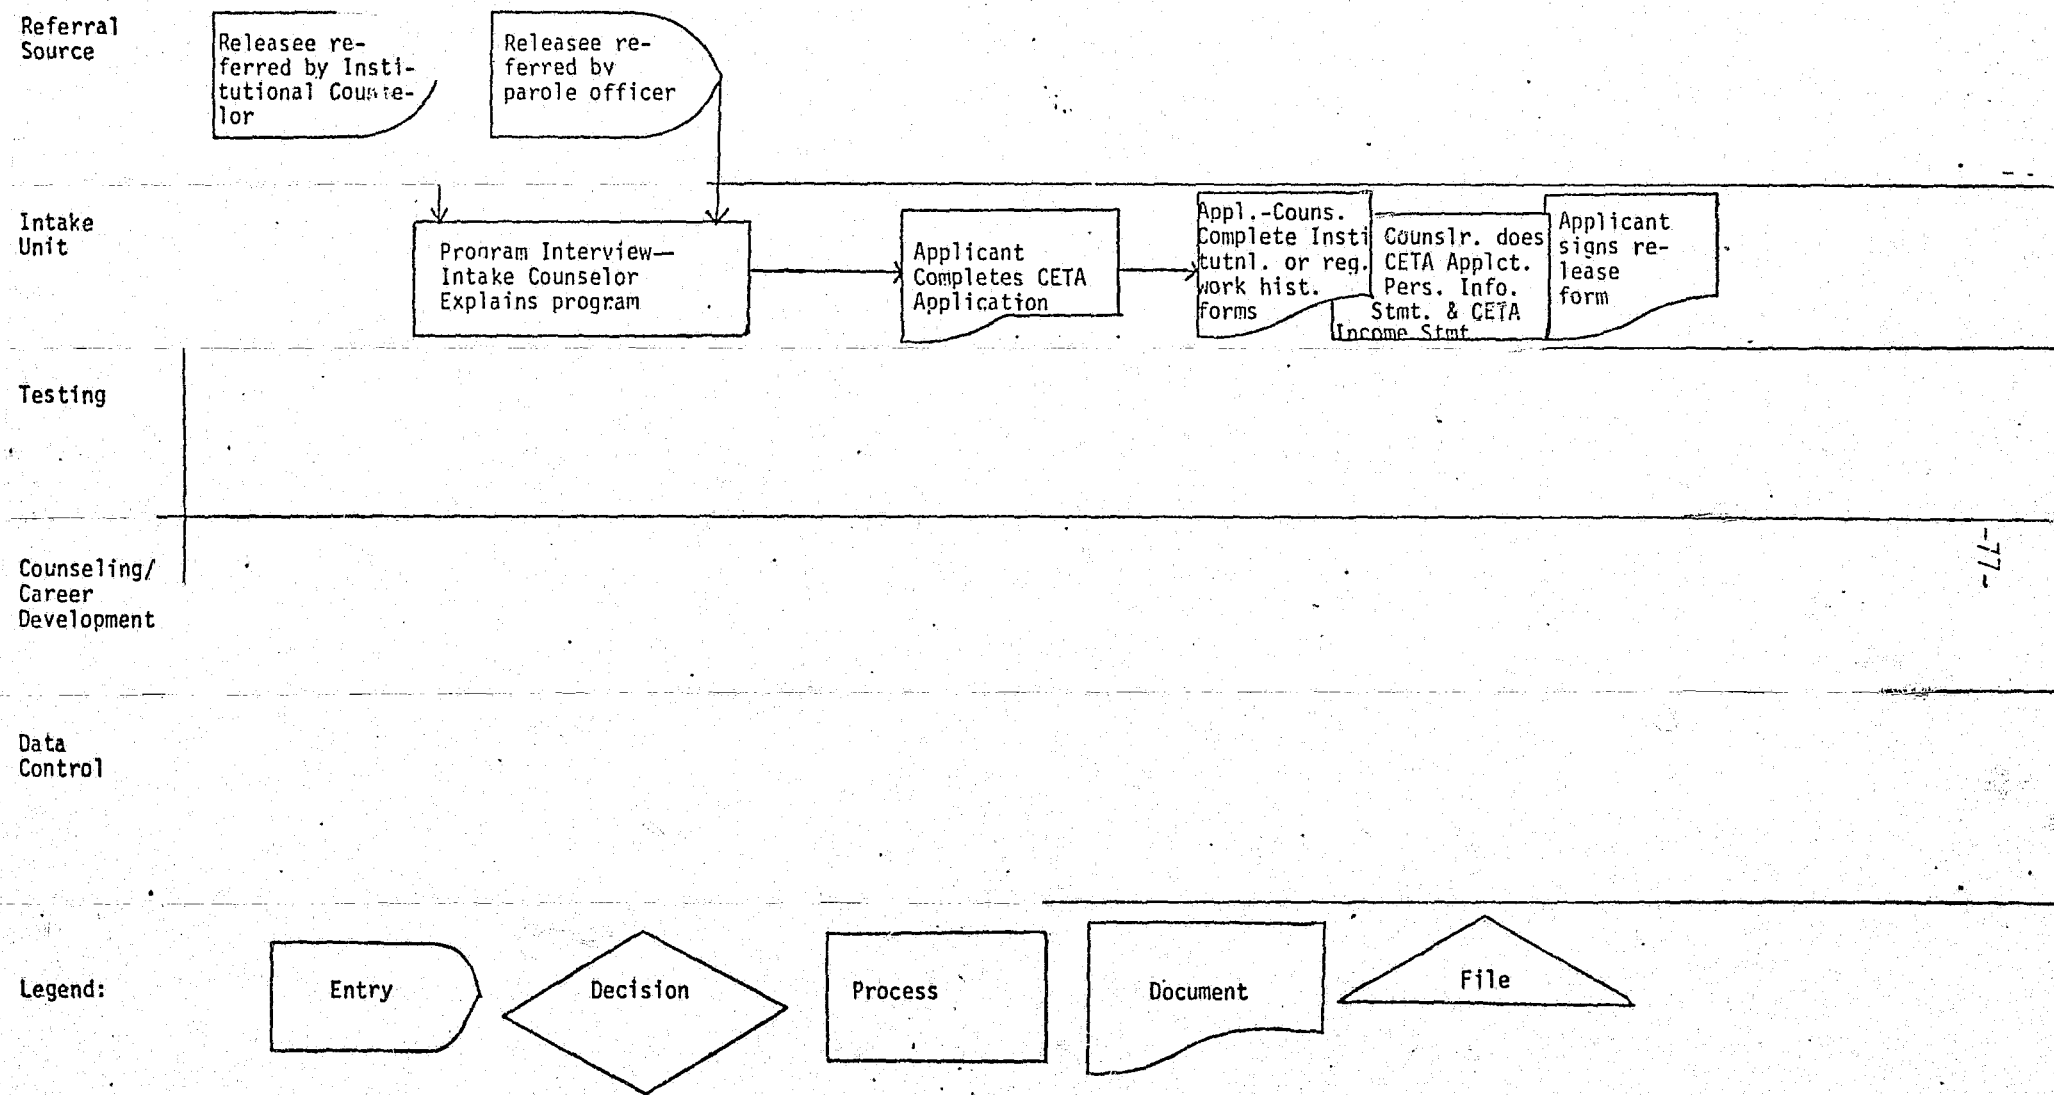 Referral
Source
Releasee re-
ferred by Insti-
tutional
lor
Releasee re-
ferred by
parole officer
Intake
Unit
Program Interview—
Intake Counselor
Explains program
Applicant
Completes CETA
Application
Appl.-Couns.
Complete Insti
tutnl. or reg.
work hist.
forms
Counslr. does
CETA Applct.
Pers. Info.
Stmt. & CETA
Income Stmt
Applicant
signs re-
lease
form
Testing
Counseling/
Career
Development
-77-
Data
Control
Legend:
Entry
Decision
Process
Document
File